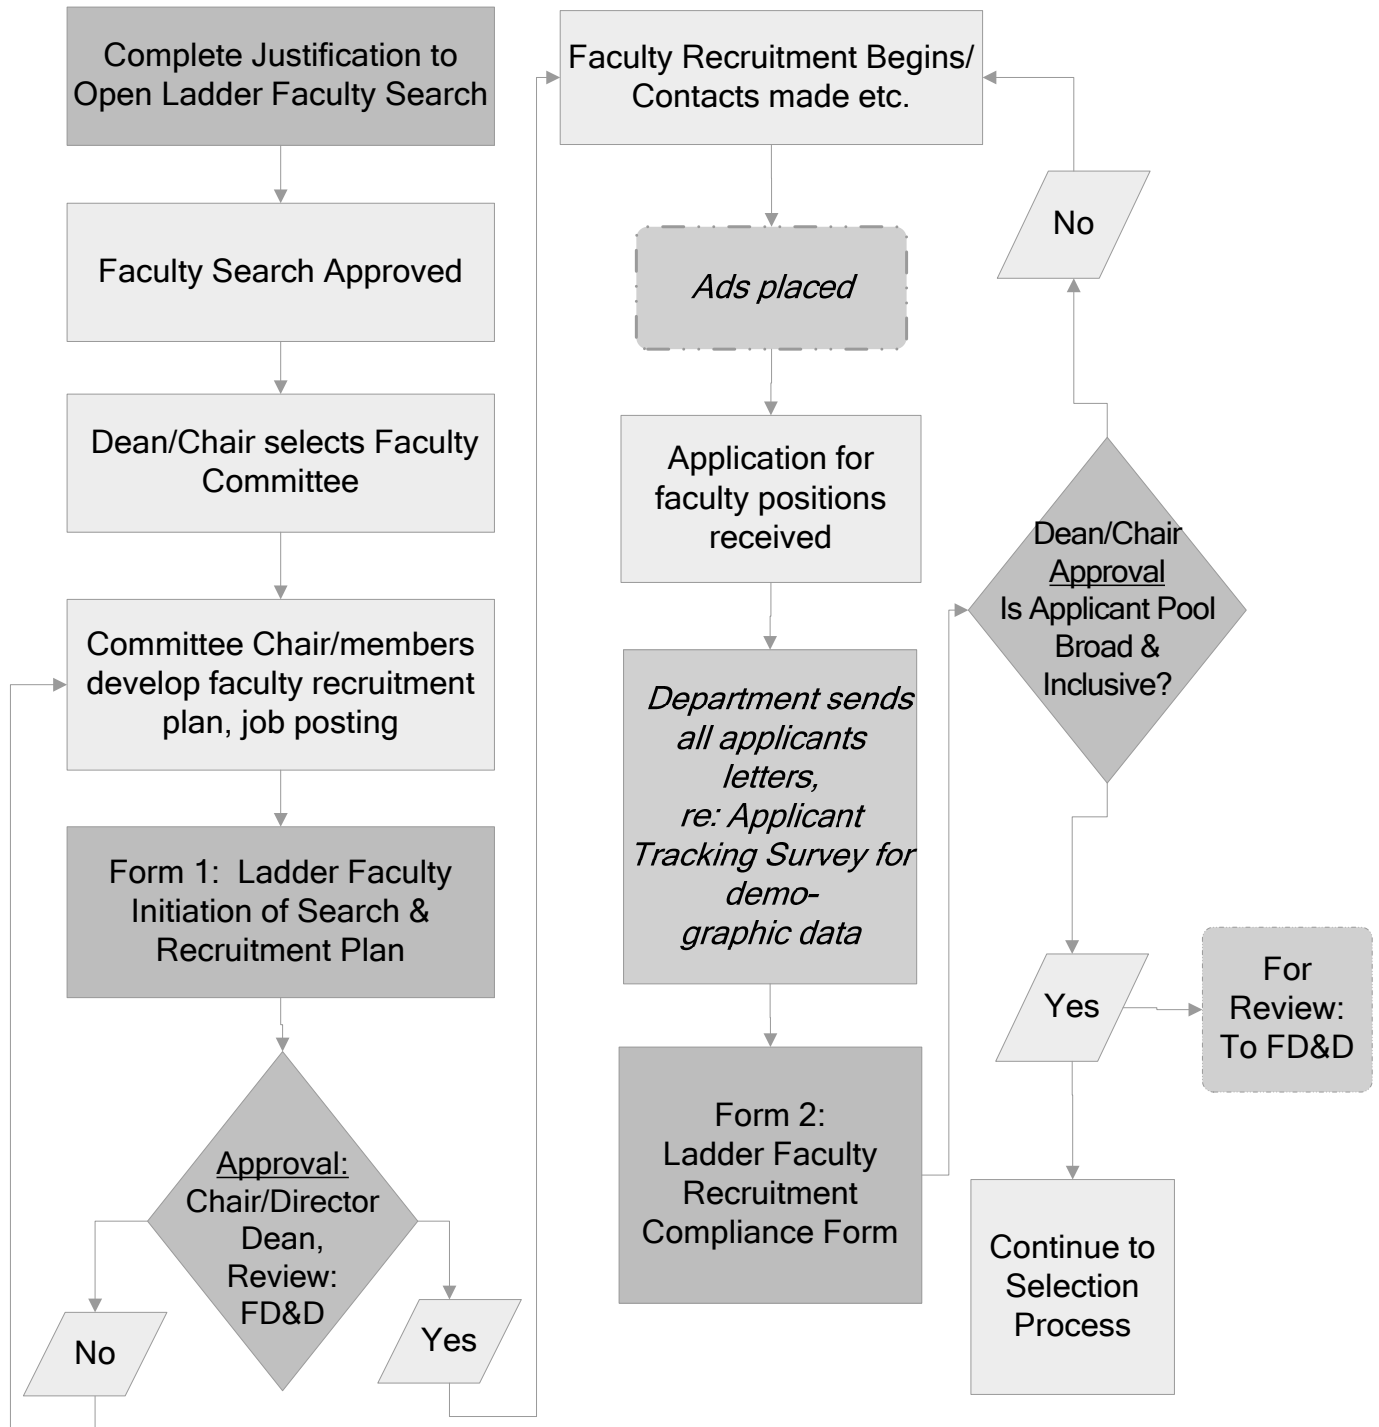 Complete Justification to
Open Ladder Faculty Search
Faculty Search Approved
Dean/Chair selects Faculty
Committee
Committee Chair/members
develop faculty recruitment
plan, job posting
Form 1:  Ladder Faculty
Initiation of Search &
Recruitment Plan
Approval:
Chair/Director
Dean,
Review:
FD&D
No
Yes
Faculty Recruitment Begins/
Contacts made etc.
Ads placed
Application for
faculty positions
received
Department sends
all applicants
letters,
re: Applicant
Tracking Survey for
demo-
graphic data
Form 2:
Ladder Faculty
Recruitment
Compliance Form
Dean/Chair
Approval
Is Applicant Pool
Broad &
Inclusive?
No
Yes
For
Review:
To FD&D
Continue to
Selection
Process